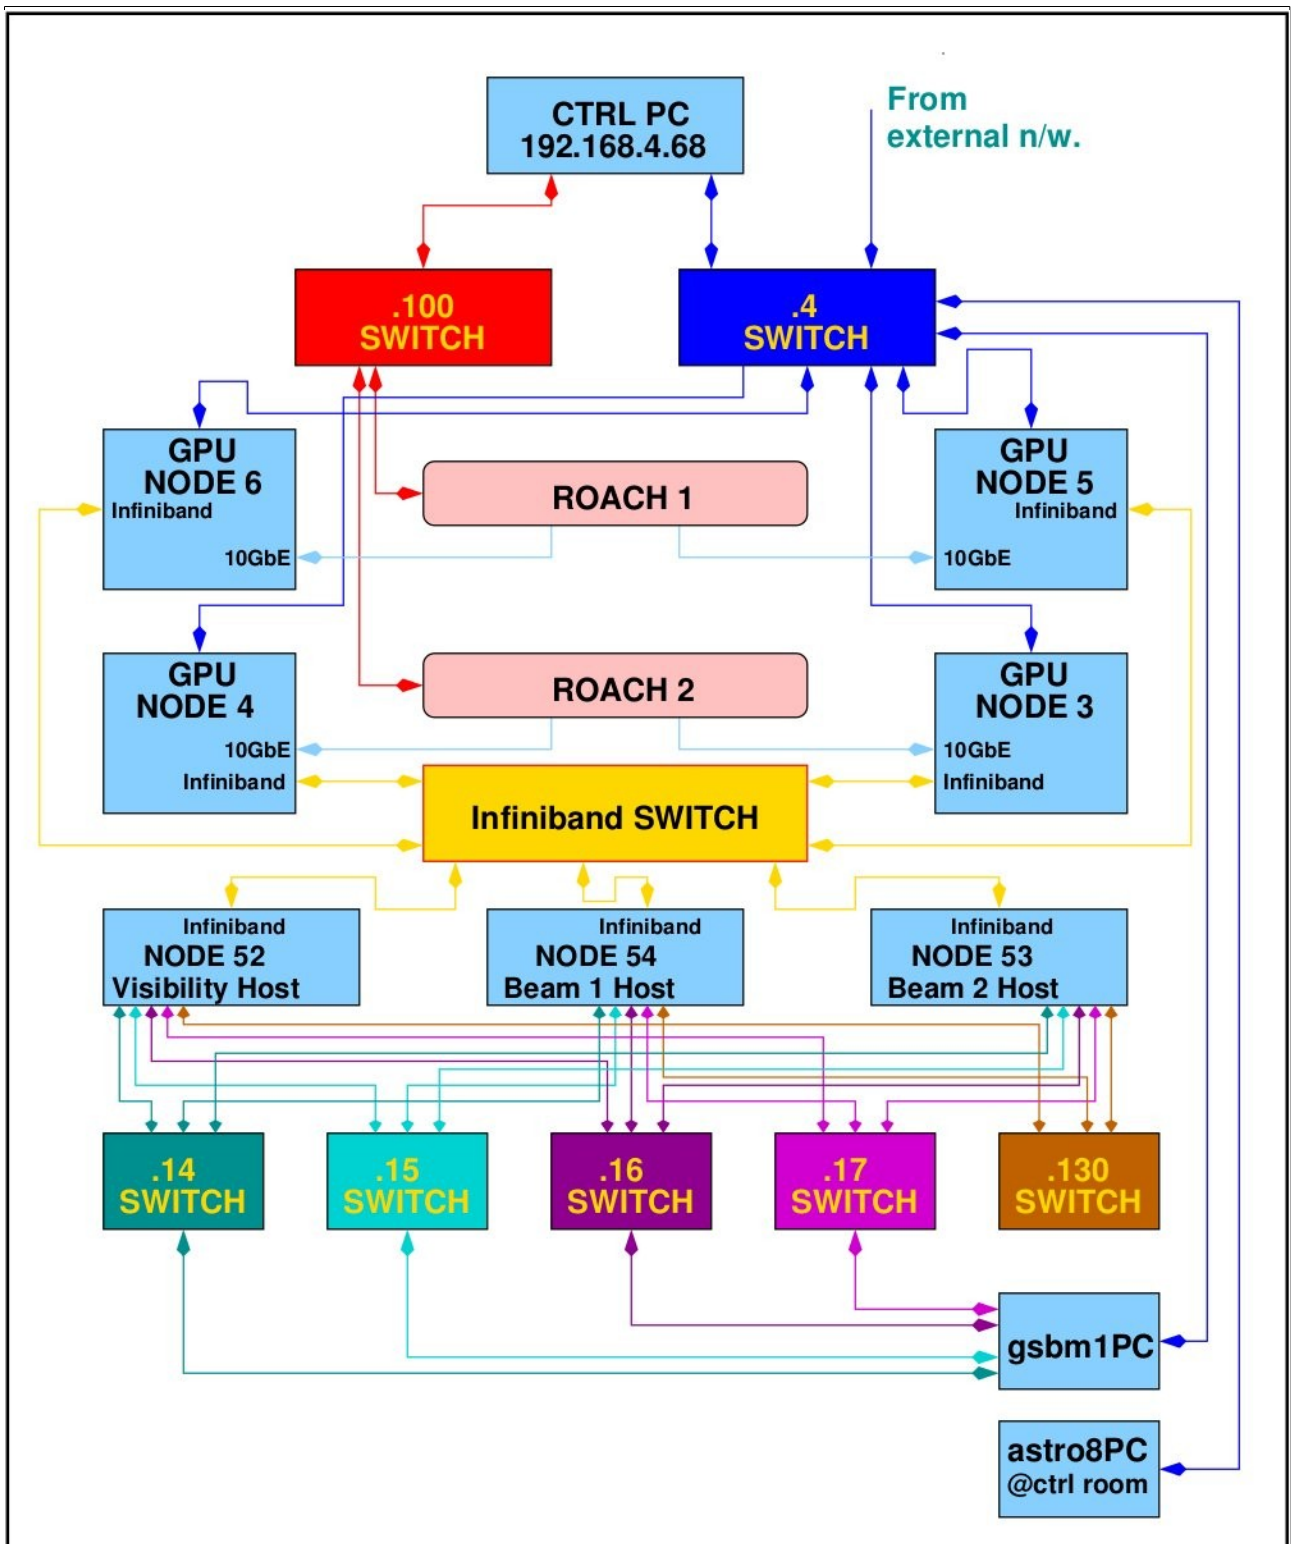 CTRL PC
192.168.4.68
From
external n/w.
.100
SWITCH
.4
SWITCH
GPU
NODE 6
Infiniband
10GbE
ROACH 1
GPU
NODE 5
Infiniband
10GbE
GPU
NODE 4
10GbE
Infiniband
ROACH 2
GPU
NODE 3
10GbE
Infiniband
Infiniband SWITCH
Infiniband
NODE 52
Visibility Host
Infiniband
NODE 54
Beam 1 Host
Infiniband
NODE 53
Beam 2 Host
.14
SWITCH
.15
SWITCH
.16
SWITCH
.17
SWITCH
.130
SWITCH
gsbm1PC
astro8PC
@ctrl room